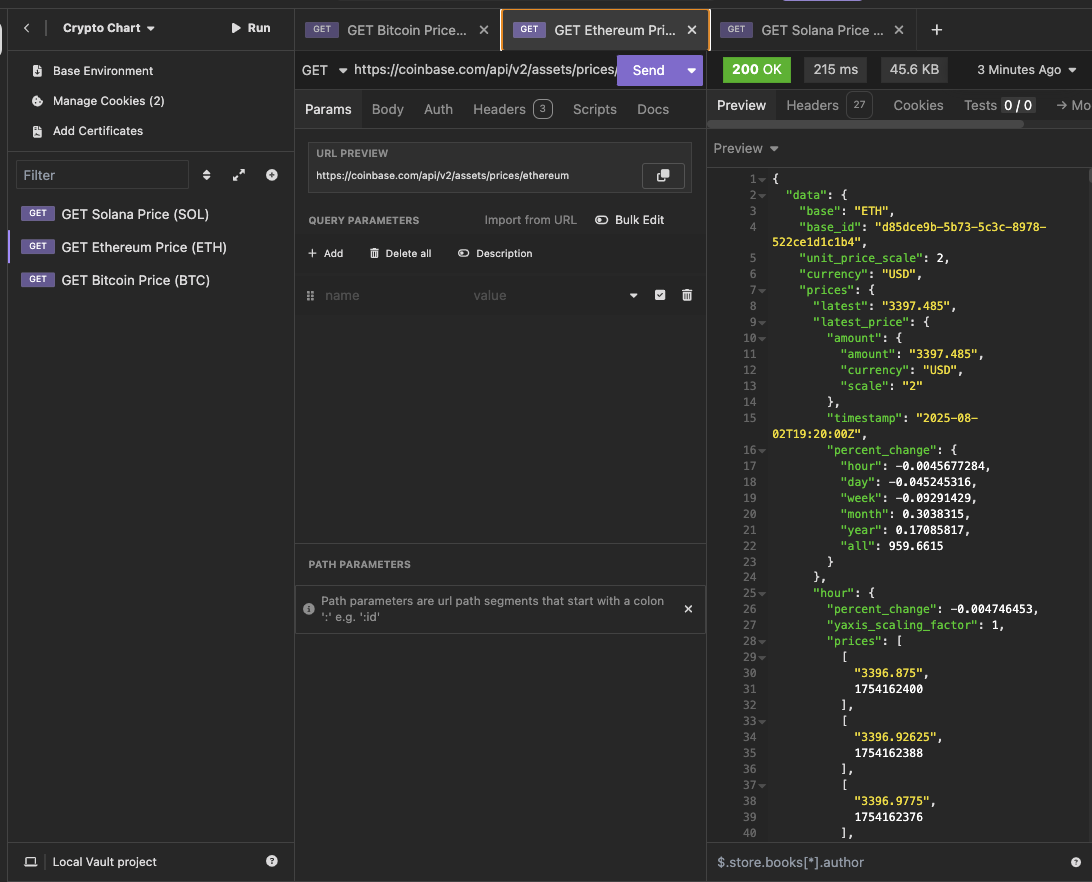 Crypto Chart
Run
Base Environment
Manage Cookies (2)
Add Certificates
Filter
GET GET Solana Price (SOL)
GET GET Ethereum Price (ETH)
GET GET Bitcoin Price (BTC)
Local Vault project
GET GET Bitcoin Price...
GET GET Ethereum Pri...
GET GET Solana Price ...
GET https://coinbase.com/api/v2/assets/prices/ Send
Params Body Auth Headers 3 Scripts Docs
URL PREVIEW
https://coinbase.com/api/v2/assets/prices/ethereum
QUERY PARAMETERS Import from URL Bulk Edit
+ Add Delete all Description
name value
PATH PARAMETERS
Path parameters are url path segments that start with a colon
':' e.g. ':id'
200 OK 215 ms 45.6 KB 3 Minutes Ago
Preview Headers 27 Cookies Tests 0 / 0 → Mo
Preview
1 {
2 "data": {
3 "base": "ETH",
4 "base_id": "d85dce9b-5b73-5c3c-8978-
522ce1d1c1b4",
5 "unit_price_scale": 2,
6 "currency": "USD",
7 "prices": {
8 "latest": "3397.485",
9 "latest_price": {
10 "amount": {
11 "amount": "3397.485",
12 "currency": "USD",
13 "scale": "2"
14 },
15 "timestamp": "2025-08-
02T19:20:00Z",
16 "percent_change": {
17 "hour": -0.0045677284,
18 "day": -0.045245316,
19 "week": -0.09291429,
20 "month": 0.3038315,
21 "year": 0.17085817,
22 "all": 959.6615
23 }
24 },
25 "hour": {
26 "percent_change": -0.004746453,
27 "yaxis_scaling_factor": 1,
28 "prices": [
29 [
30 "3396.875",
31 1754162400
32 ],
33 [
34 "3396.92625",
35 1754162388
36 ],
37 [
38 "3396.9775",
39 1754162376
40 ],
$.store.books[*].author